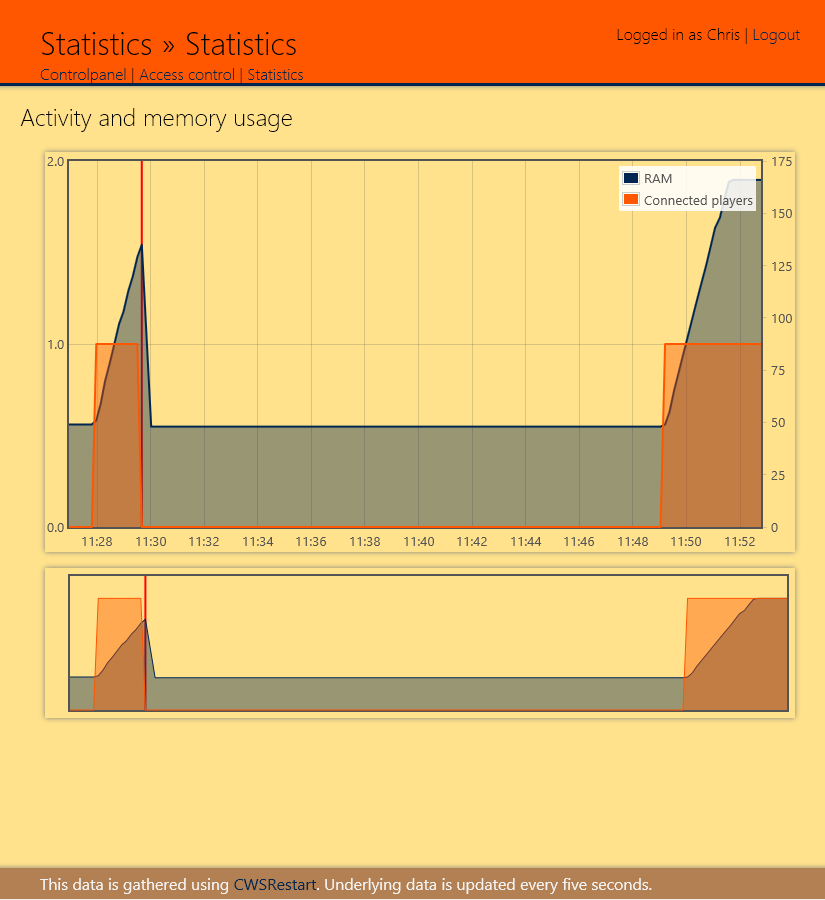 Statistics » Statistics
Logged in as Chris | Logout
Controlpanel | Access control | Statistics
Activity and memory usage
2.0
1.0
0.0
RAM
Connected players
175
150
125
100
75
50
25
0
11:28 11:30 11:32 11:34 11:36 11:38 11:40 11:42 11:44 11:46 11:48 11:50 11:52
This data is gathered using CWSRestart. Underlying data is updated every five seconds.